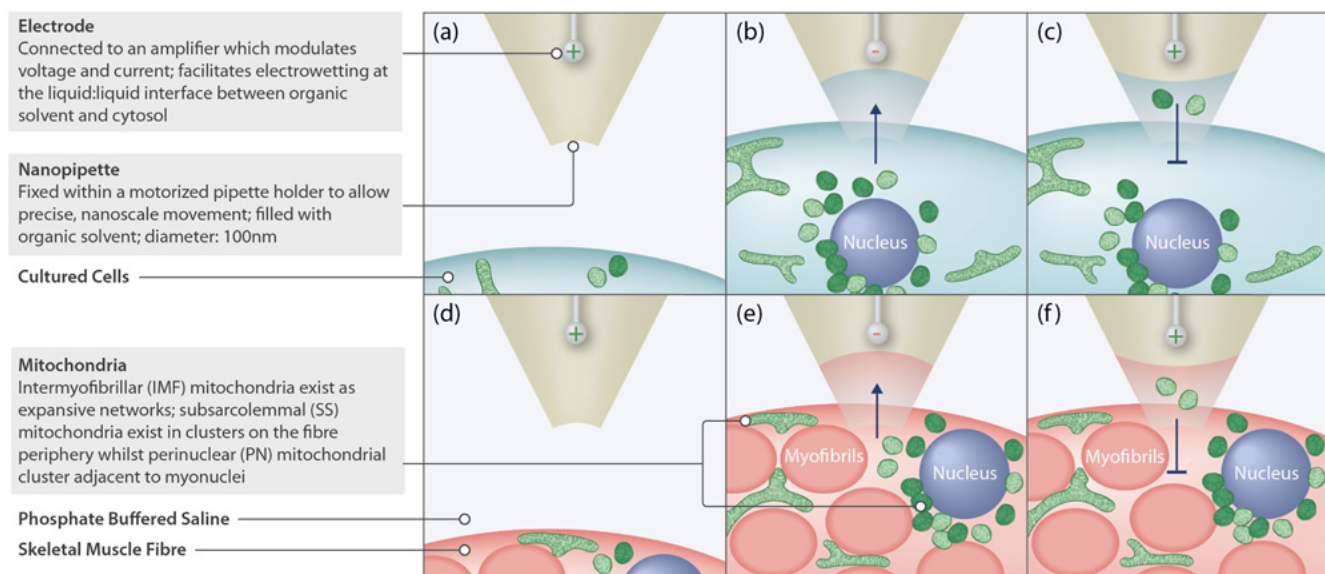 Electrode
Connected to an amplifier which modulates
voltage and current; facilitates electrowetting at
the liquid:liquid interface between organic
solvent and cytosol
Nanopipette
Fixed within a motorized pipette holder to allow
precise, nanoscale movement; filled with
organic solvent; diameter: 100nm
Cultured Cells
Mitochondria
Intermyofibrillar (IMF) mitochondria exist as
expansive networks; subsarcolemmal (SS)
mitochondria exist in clusters on the fibre
periphery whilst perinuclear (PN) mitochondrial
cluster adjacent to myonuclei
Phosphate Buffered Saline
Skeletal Muscle Fibre
(a)
+
(b)
-
Nucleus
(c)
+
Nucleus
(d)
+
(e)
-
Myofibrils
Nucleus
(f)
+
Myofibrils
Nucleus